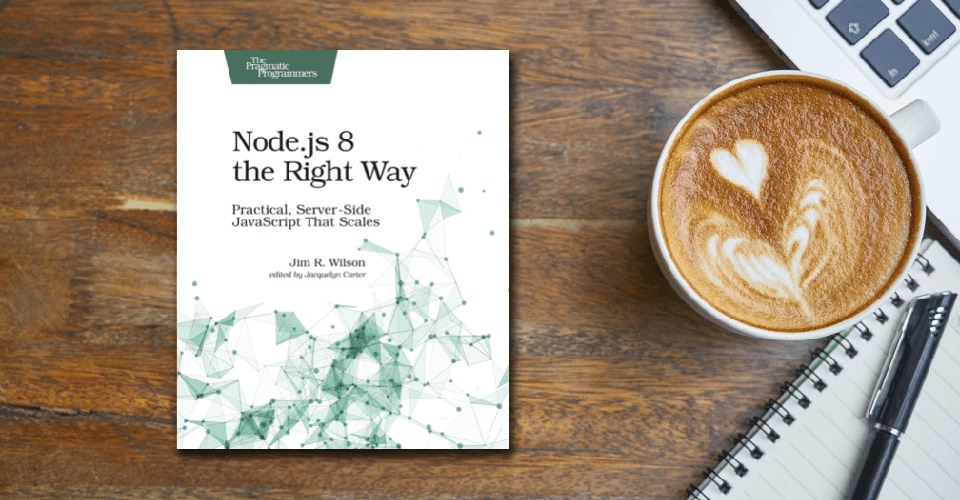 The
Pragmatic
Programmers
Node.js 8
the Right Way
Practical, Server-Side
JavaScript That Scales
Jim R. Wilson
edited by Jacquelyn Carter
fn